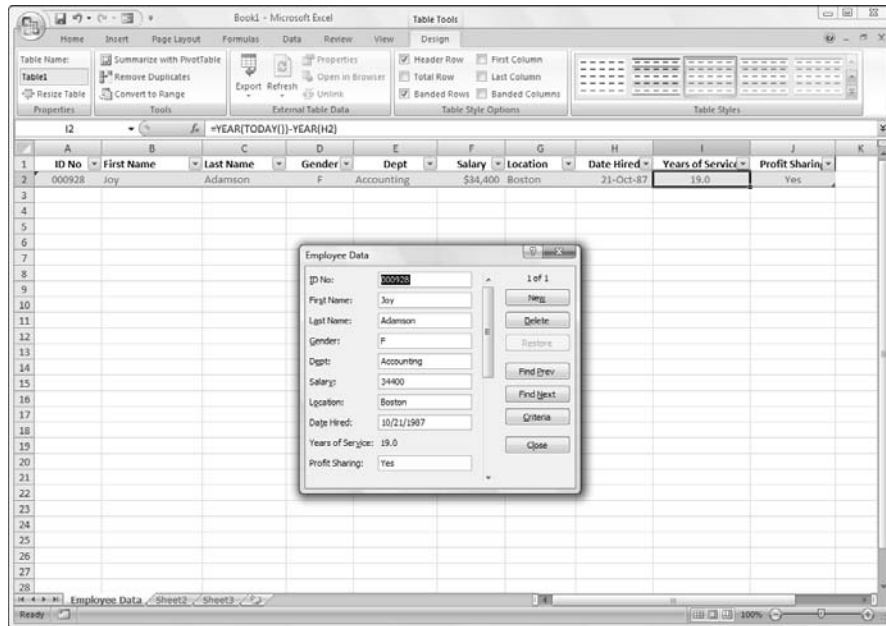 Book1 - Microsoft Excel
Table Tools
Home Insert Page Layout Formulas Data Review View Design
Table Name:
Table1
Resize Table
Properties
Summarize with PivotTable
Remove Duplicates
Convert to Range
Tools
Export Refresh
Properties
Open in Browser
Unlink
External Table Data
Header Row First Column
Total Row Last Column
Banded Rows Banded Columns
Table Style Options
Table Styles
I2 fx =YEAR(TODAY())-YEAR(H2)
A B C D E F G H I J K
1 ID No First Name Last Name Gender Dept Salary Location Date Hired Years of Service Profit Sharing
2 000928 Joy Adamson F Accounting $34,400 Boston 21-Oct-87 19.0 Yes
3
4
5
6
7
8
9
10
11
12
13
14
15
16
17
18
19
20
21
22
23
24
25
26
27
28
Employee Data
1 of 1
ID No: 000928
New
First Name: Joy
Last Name: Adamson
Delete
Gender: F
Restore
Dept: Accounting
Find Prev
Salary: 34400
Find Next
Location: Boston
Criteria
Date Hired: 10/21/1987
Years of Service: 19.0
Close
Profit Sharing: Yes
Employee Data Sheet2 Sheet3
Ready 100%